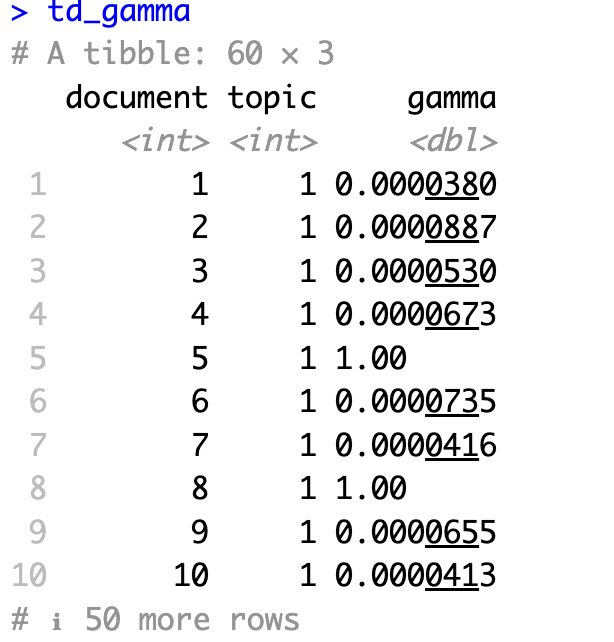 > td_gamma
# A tibble: 60 × 3
document topic gamma
<int> <int> <dbl>
1 1 1 0.0000380
2 2 1 0.0000887
3 3 1 0.0000530
4 4 1 0.0000673
5 5 1 1.00
6 6 1 0.0000735
7 7 1 0.0000416
8 8 1 1.00
9 9 1 0.0000655
10 10 1 0.0000413
# ℹ 50 more rows